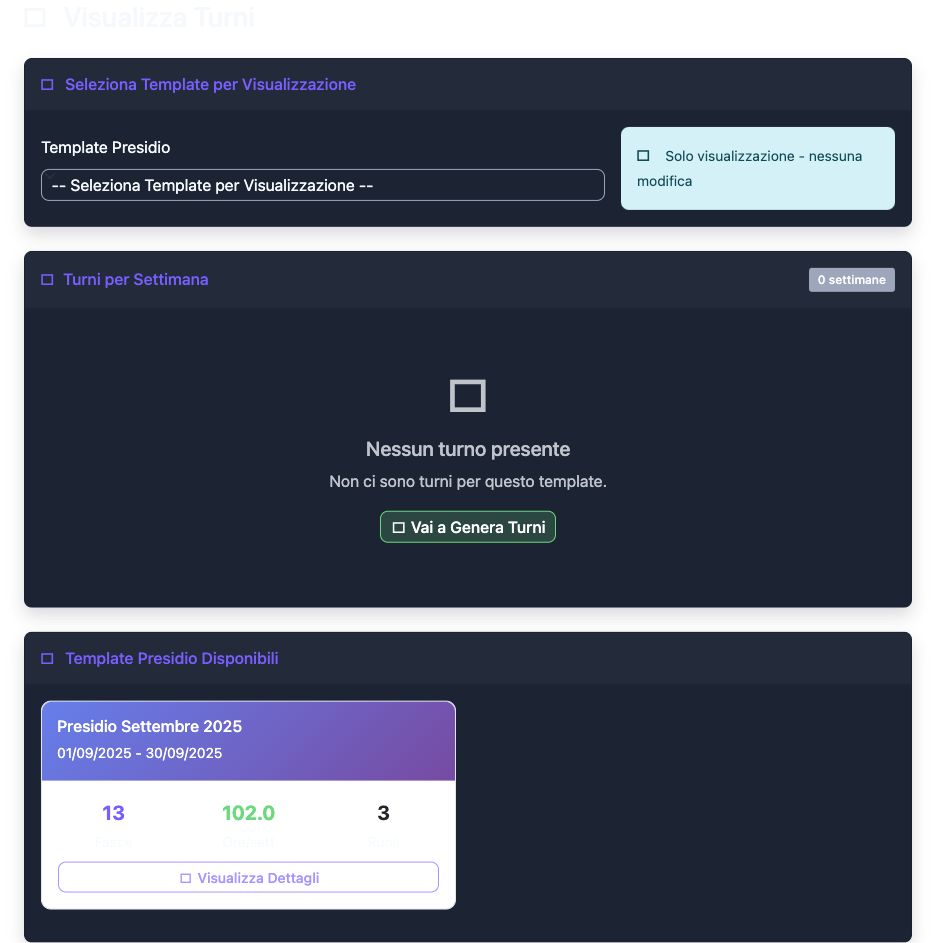 Visualizza Turni
Seleziona Template per Visualizzazione
Template Presidio
-- Seleziona Template per Visualizzazione --
Solo visualizzazione - nessuna
modifica
Turni per Settimana
0 settimane
Nessun turno presente
Non ci sono turni per questo template.
Vai a Genera Turni
Template Presidio Disponibili
Presidio Settembre 2025
01/09/2025 - 30/09/2025
13 102.0 3
Fasce Ore/sett Ruoli
Visualizza Dettagli